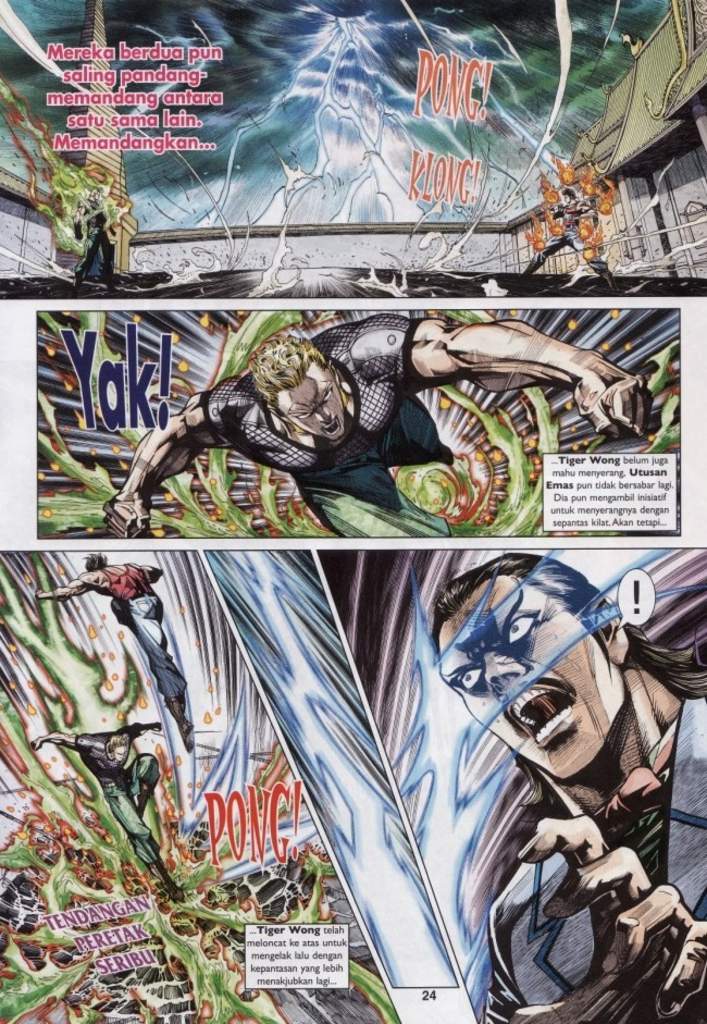 Mereka berdua pun
saling pandang-
memandang antara
satu sama lain.
Memandangkan...
PONG!
KLONG!
Yak!
...Tiger Wong belum juga
mahu menyerang, Utusan
Emas pun tidak bersabar lagi.
Dia pun mengambil inisiatif
untuk menyerangnya dengan
sepantas kilat. Akan tetapi...
!
PONG!
TENDANGAN
PERETAK
SERIBU
...Tiger Wong telah
meloncat ke atas untuk
mengelak lalu dengan
kepantasan yang lebih
menakjubkan lagi...
24